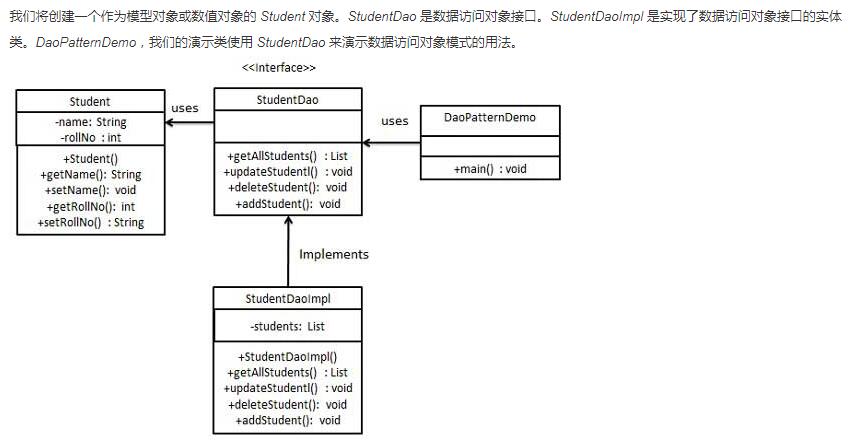 我们将创建一个作为模型对象或数值对象的 Student 对象。StudentDao 是数据访问对象接口。StudentDaoImpl 是实现了数据访问对象接口的实体
类。DaoPatternDemo，我们的演示类使用 StudentDao 来演示数据访问对象模式的用法。
<<Interface>>
Student
-name: String
-rollNo : int
+Student()
+getName(): String
+setName(): void
+getRollNo(): int
+setRollNo() : String
uses
StudentDao
+getAllStudents() : List
+updateStudentl() : void
+deleteStudent(): void
+addStudent(): void
uses
DaoPatternDemo
+main() : void
Implements
StudentDaoImpl
-students: List
+StudentDaoImpl()
+getAllStudents() : List
+updateStudentl() : void
+deleteStudent(): void
+addStudent(): void